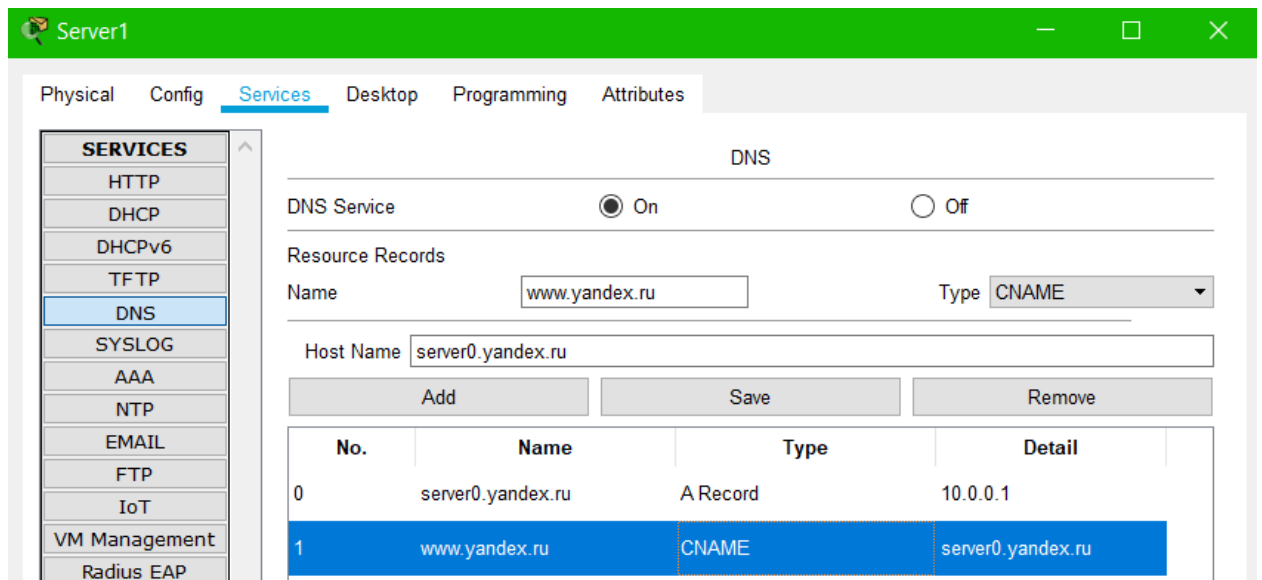 Server1
Physical Config Services Desktop Programming Attributes
SERVICES
HTTP
DHCP
DHCPv6
TFTP
DNS
SYSLOG
AAA
NTP
EMAIL
FTP
IoT
VM Management
Radius EAP
DNS
DNS Service On Off
Resource Records
Name www.yandex.ru Type CNAME
Host Name server0.yandex.ru
Add Save Remove
No. Name Type Detail
0 server0.yandex.ru A Record 10.0.0.1
1 www.yandex.ru CNAME server0.yandex.ru